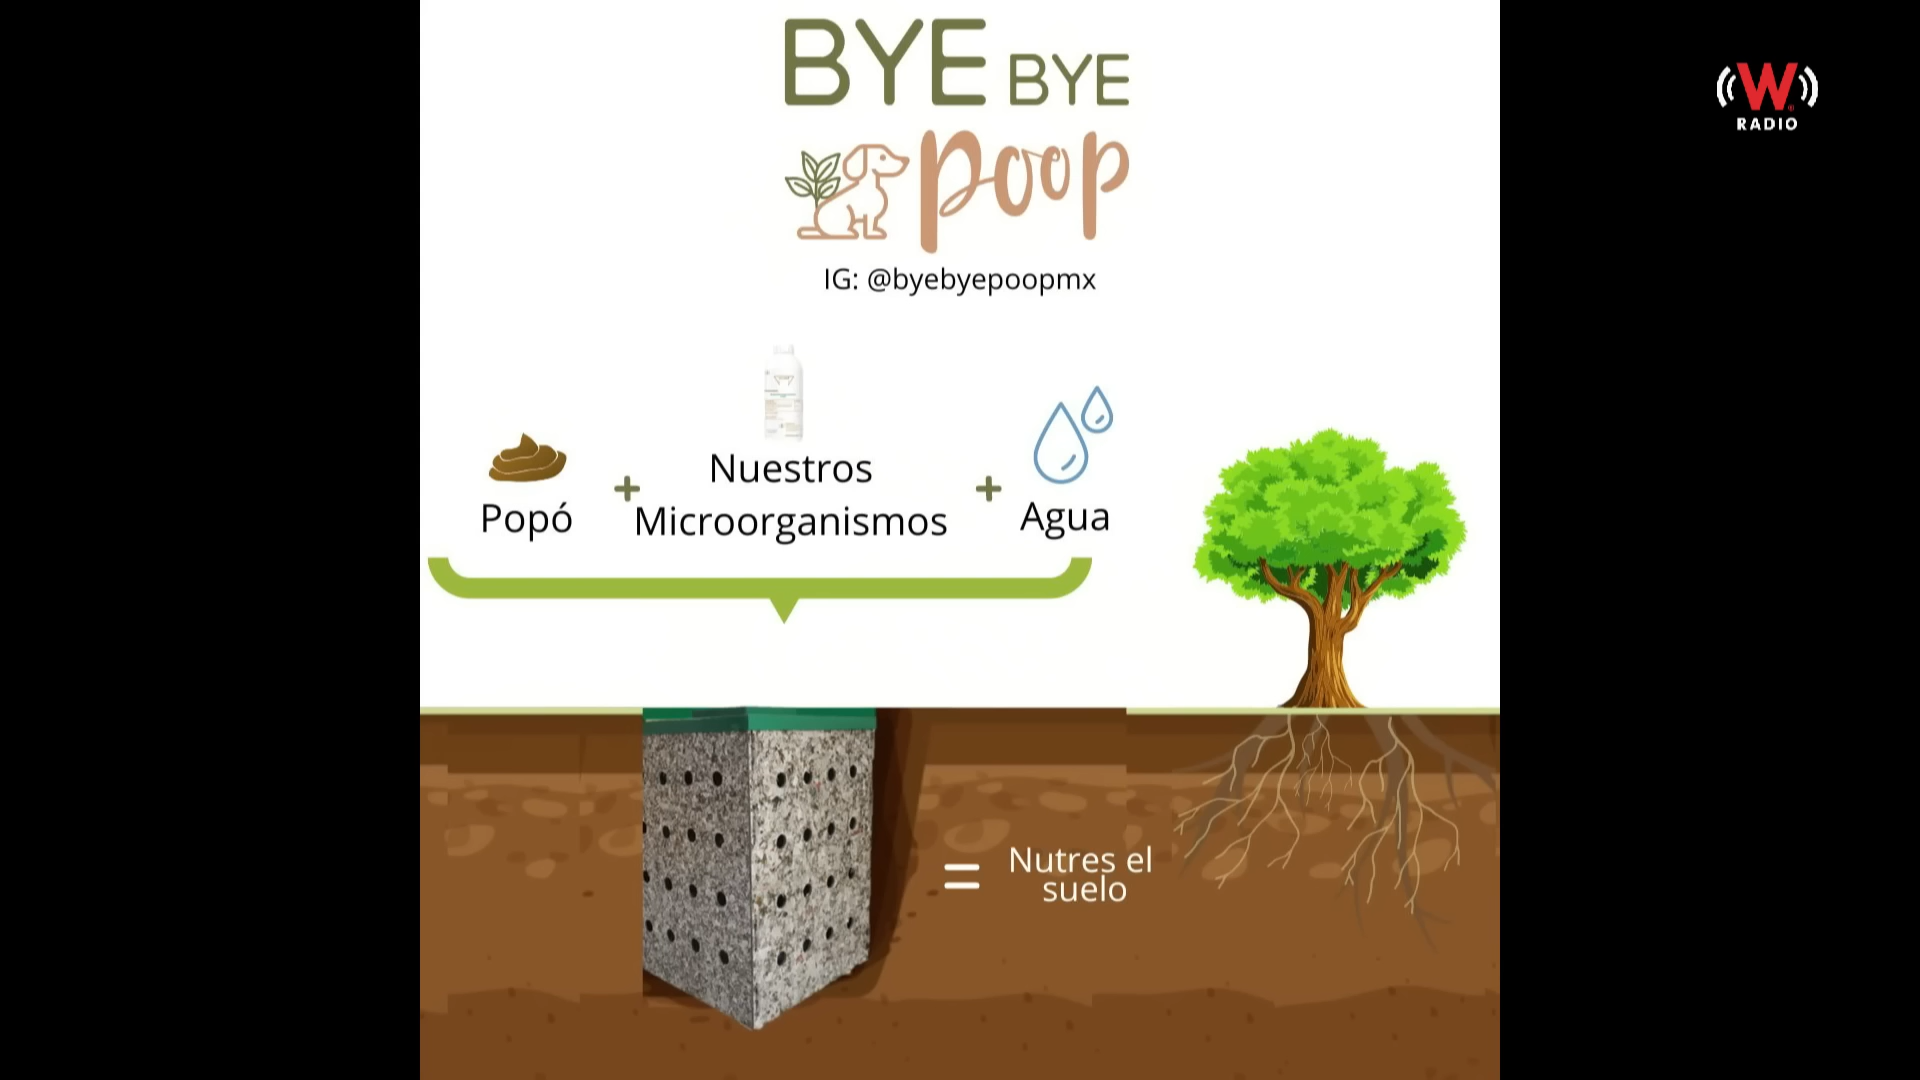 BYE BYE
poop
IG: @byebyepoopmx
W
RADIO
Popó
+
Nuestros
Microorganismos
+
Agua
=
Nutres el
suelo